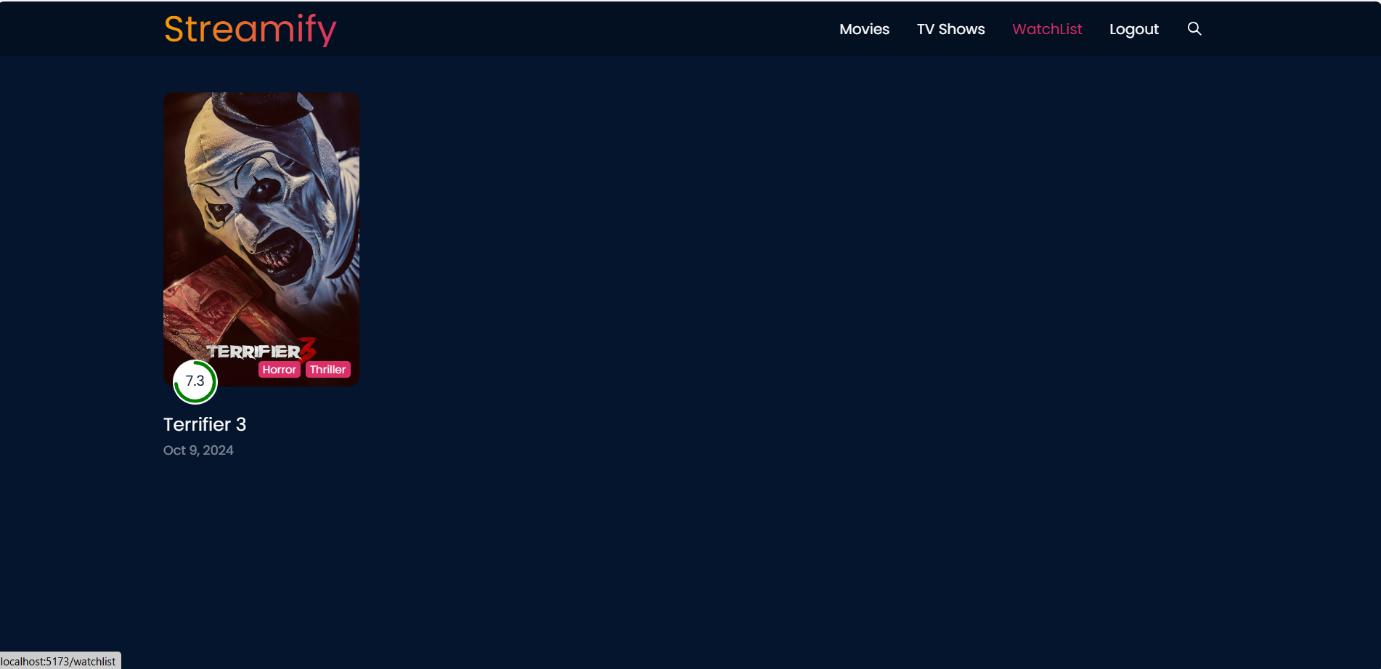 Streamify
Movies TV Shows WatchList Logout
TERRIFIER 3
Horror Thriller
7.3
Terrifier 3
Oct 9, 2024
localhost:5173/watchlist